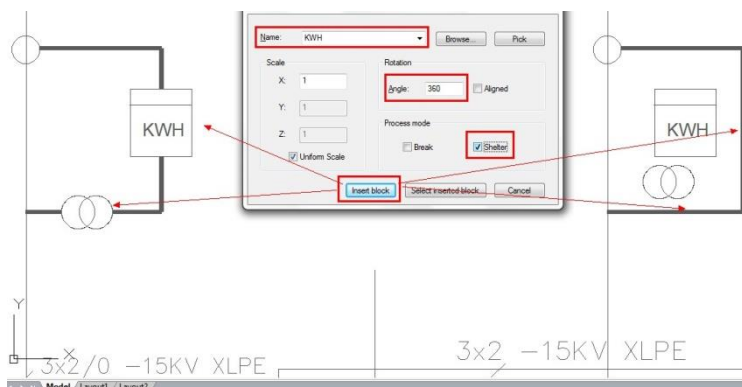 Name: KWH Browse... Pick
Scale
Rotation
X: 1
Angle: 360 Aligned
Y: 1
Process mode
Z: 1
Break Shelter
Uniform Scale
Insert block Select inserted block Cancel
KWH
KWH
Y
X
3x2/0 -15KV XLPE
3x2 -15KV XLPE
Model Layout1 Layout2